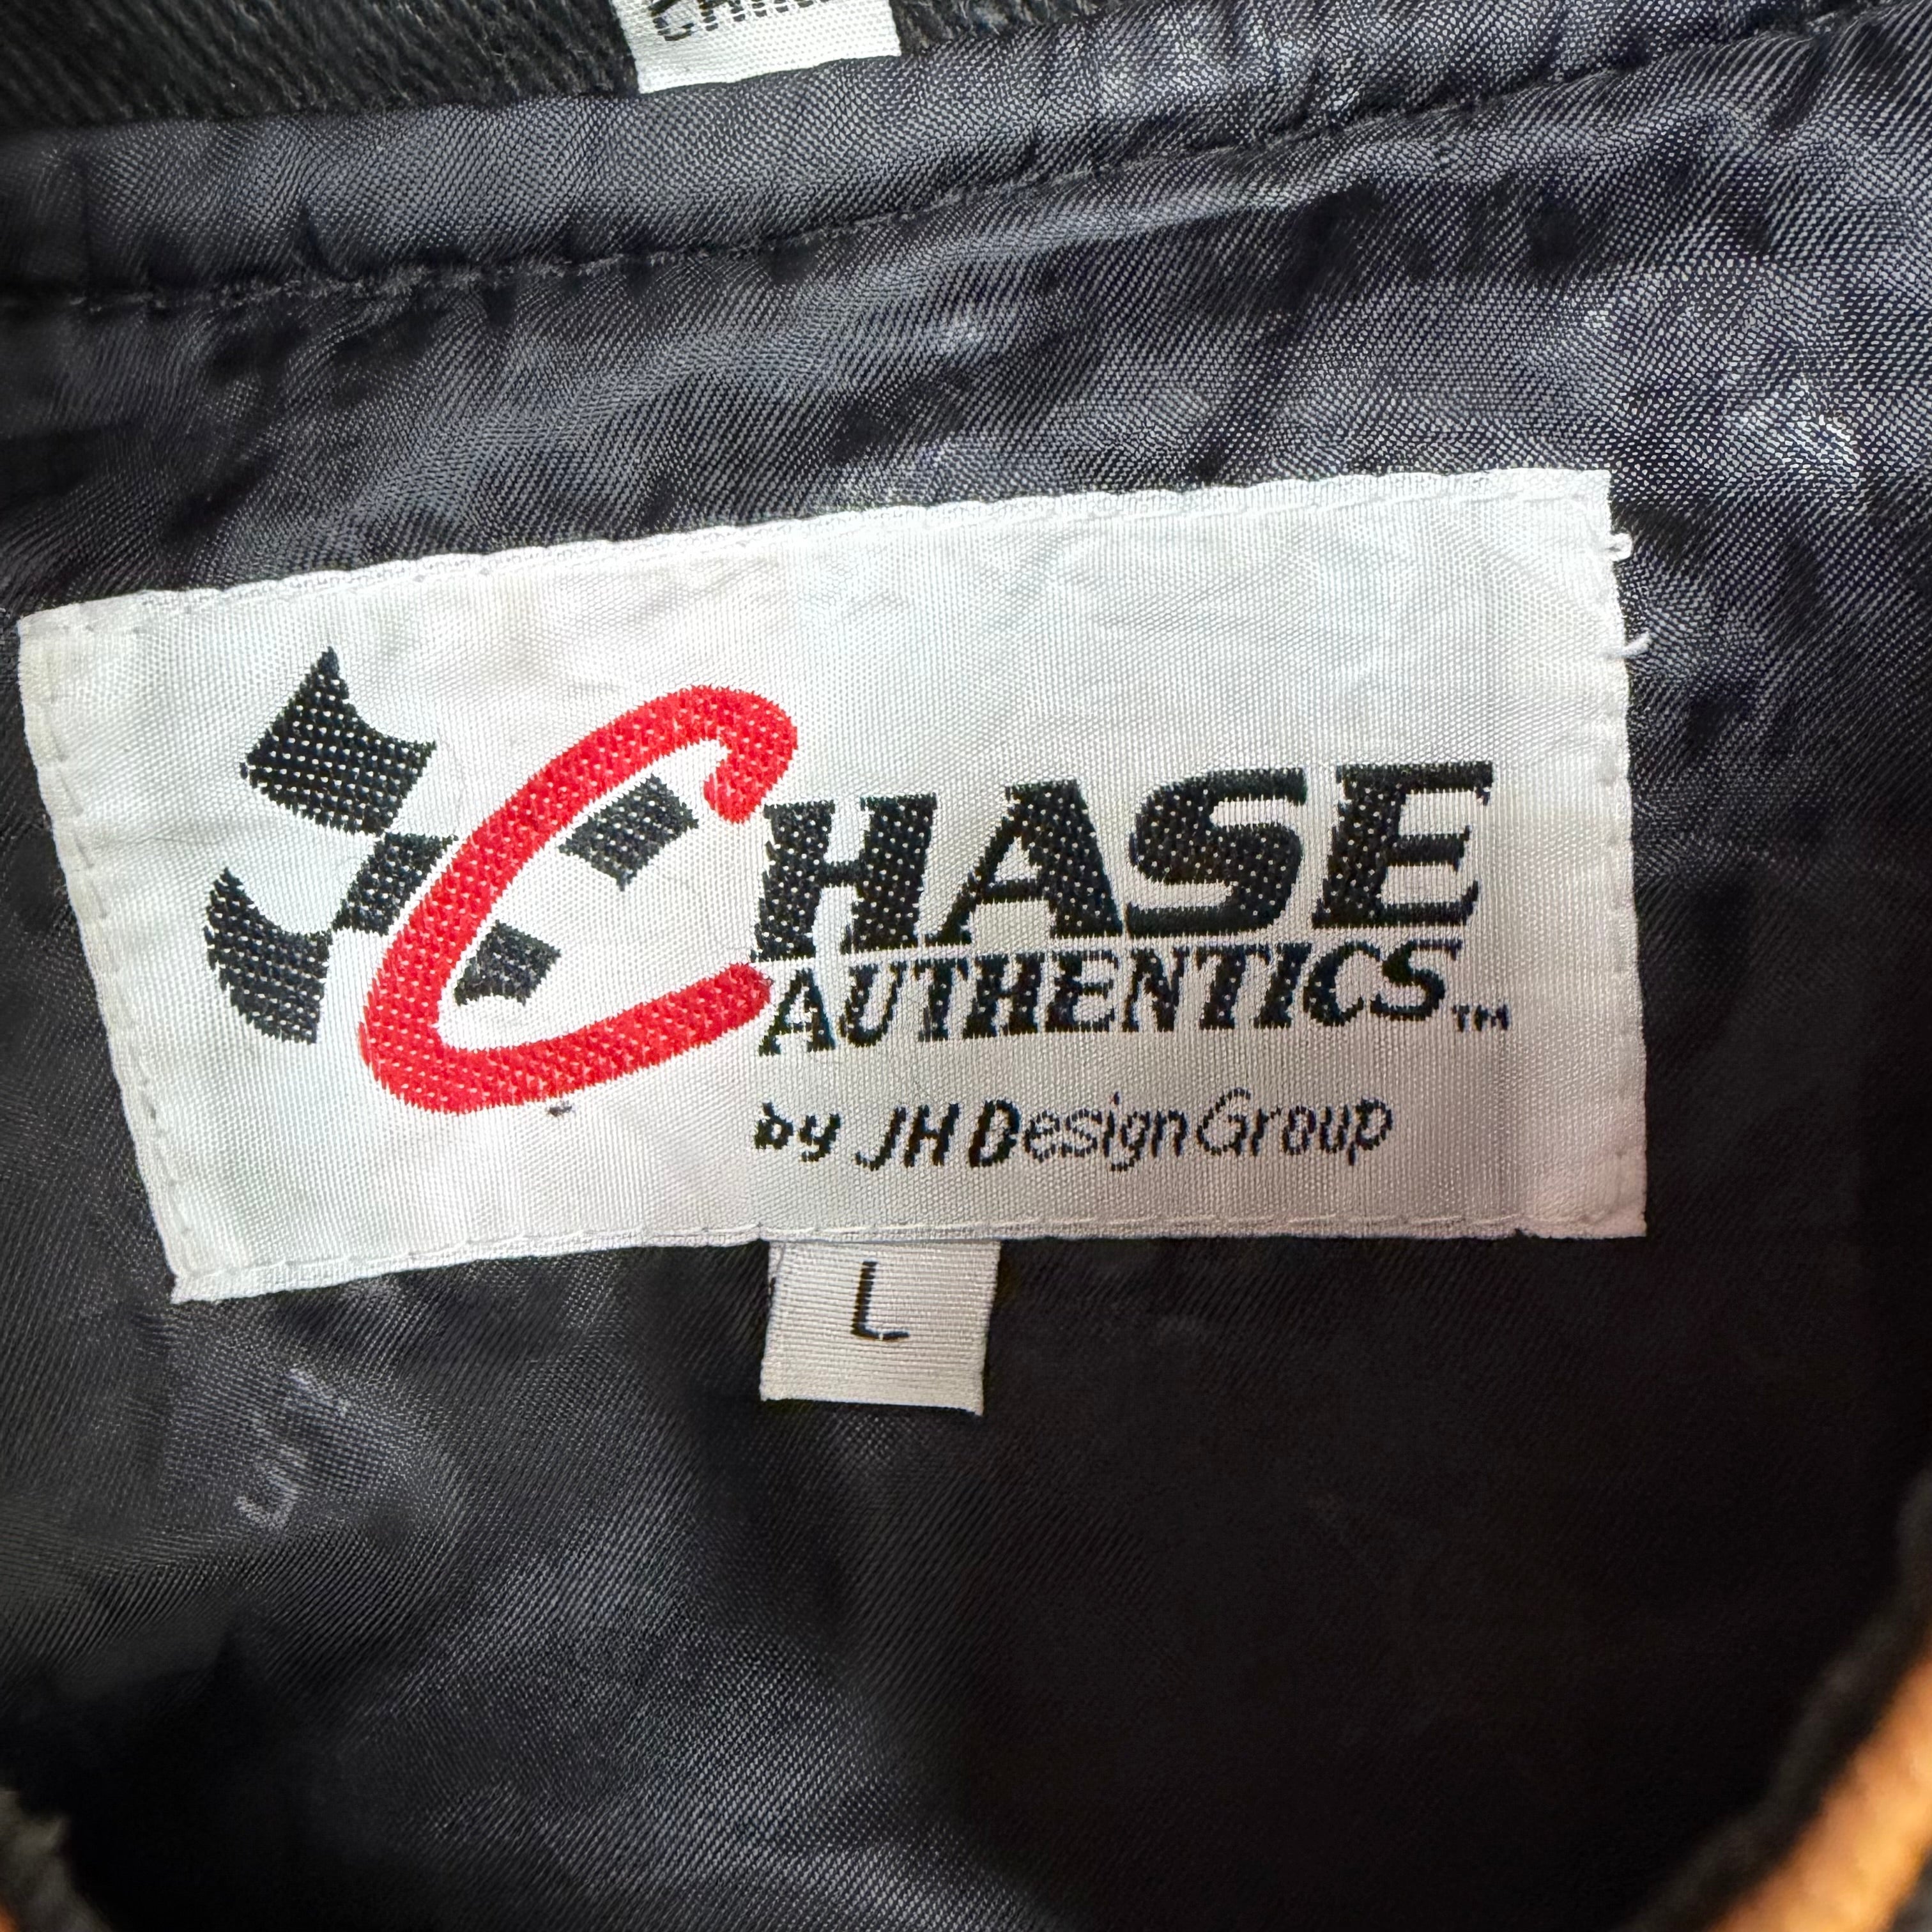 CHASE
AUTHENTICS™
by JH Design Group
L